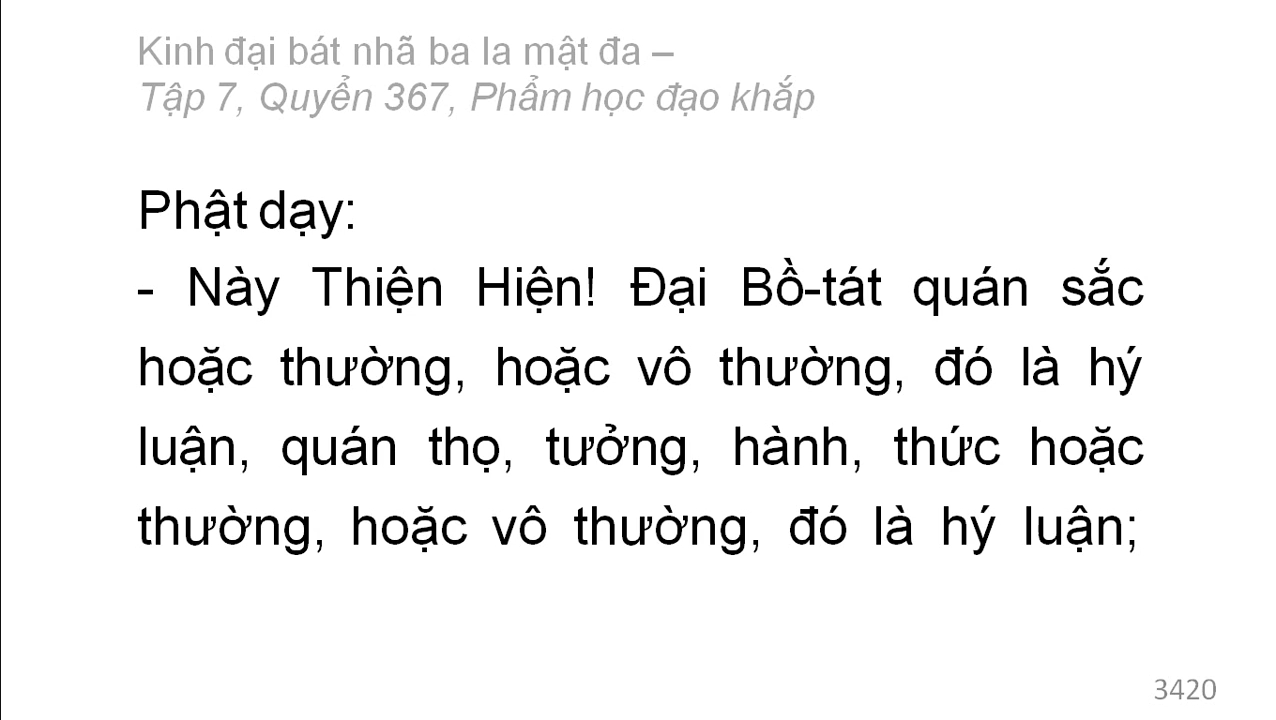 Kinh đại bát nhã ba la mật đa –
Tập 7, Quyển 367, Phẩm học đạo khắp
Phật dạy:
- Này Thiện Hiện! Đại Bồ-tát quán sắc
hoặc thường, hoặc vô thường, đó là hý
luận, quán thọ, tưởng, hành, thức hoặc
thường, hoặc vô thường, đó là hý luận;
3420